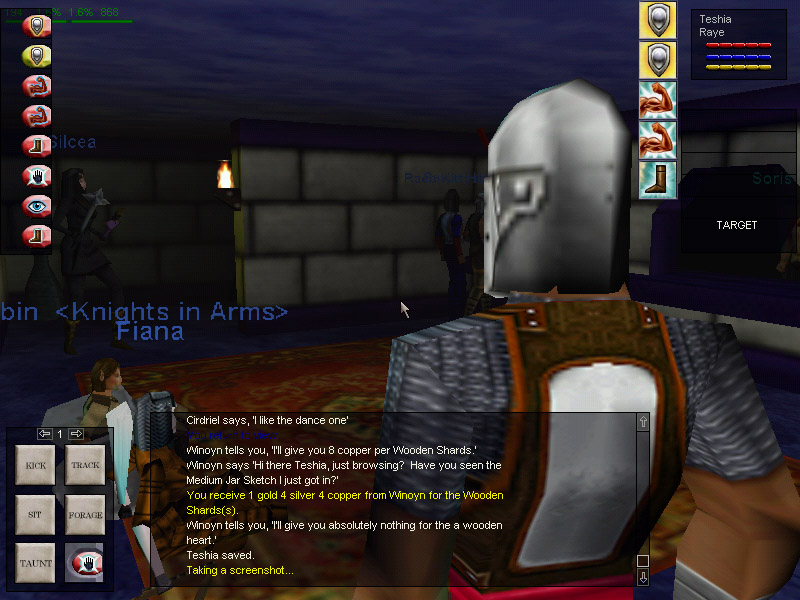 1.6% 868
Teshia
Raye
Silcea
Soris
TARGET
bin <Knights in Arms>
Fiana
Cirdriel says, 'I like the dance one'
Winoyn tells you, 'I'll give you 8 copper per Wooden Shards.'
Winoyn says 'Hi there Teshia, just browsing? Have you seen the
Medium Jar Sketch I just got in?'
You receive 1 gold 4 silver 4 copper from Winoyn for the Wooden
Shards(s).
Winoyn tells you, 'I'll give you absolutely nothing for the a wooden
heart.'
Teshia saved.
Taking a screenshot...
1
KICK
TRACK
SIT
FORAGE
TAUNT